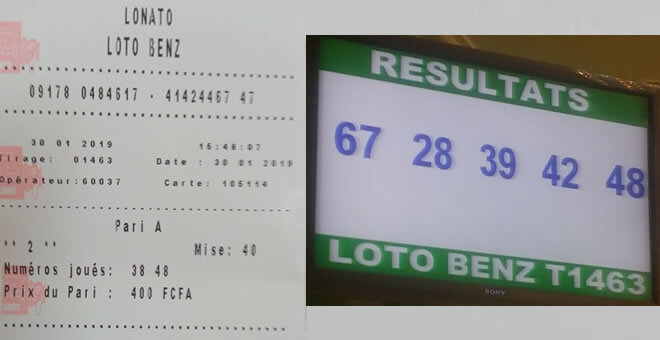 LONATO
LOTO BENZ
09178 0484617 - 41424467 47
30 01 2019 15:48:07
Tirage: 01463 Date : 30 01 2019
Opérateur:60037 Carte: 105114
Pari A
** 2 ** Mise: 40
Numéros joués: 38 48
Prix du Pari : 400 FCFA
RESULTATS
67 28 39 42 48
LOTO BENZ T1463
SONY